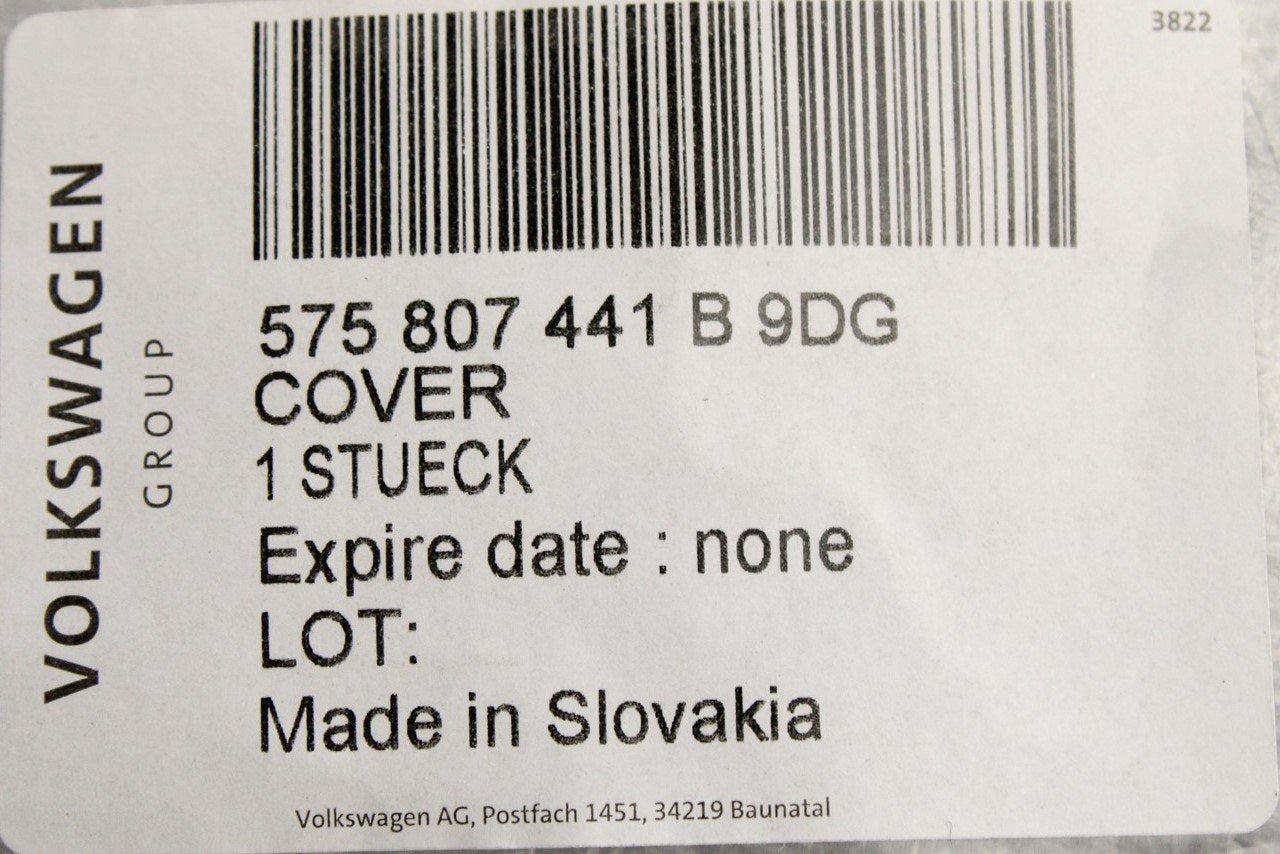 3822
VOLKSWAGEN
GROUP
575 807 441 B 9DG
COVER
1 STUECK
Expire date : none
LOT:
Made in Slovakia
Volkswagen AG, Postfach 1451, 34219 Baunatal